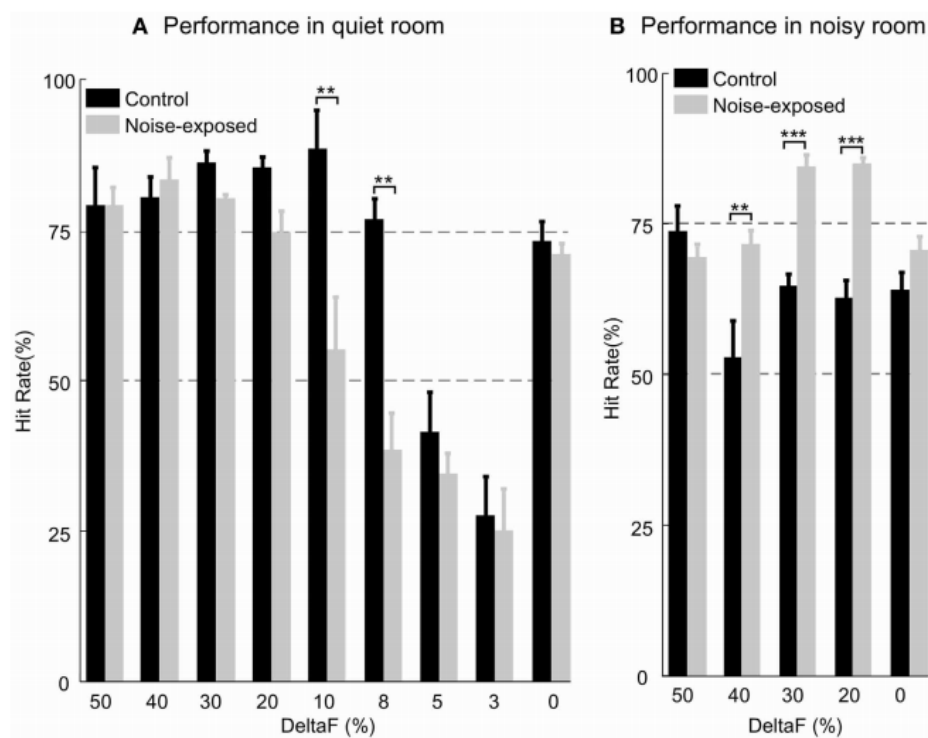 A Performance in quiet room
100
75
50
25
0
Hit Rate(%)
Control
Noise-exposed
**
**
50 40 30 20 10 8 5 3 0
DeltaF (%)
B Performance in noisy room
100
75
50
25
0
Hit Rate(%)
Control
Noise-exposed
**
***
***
50 40 30 20 0
DeltaF (%)